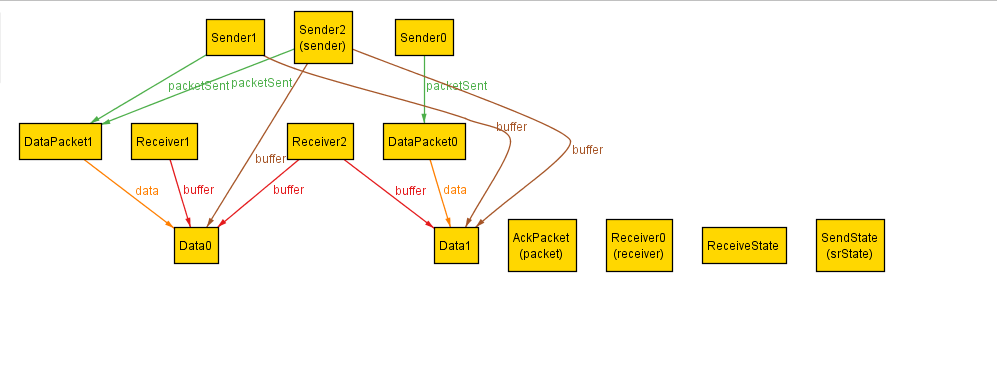 Sender1
Sender2
(sender)
Sender0
packetSent
packetSent
packetSent
buffer
DataPacket1
Receiver1
Receiver2
DataPacket0
buffer
buffer
data
buffer
buffer
buffer
data
Data0
Data1
AckPacket
(packet)
Receiver0
(receiver)
ReceiveState
SendState
(srState)